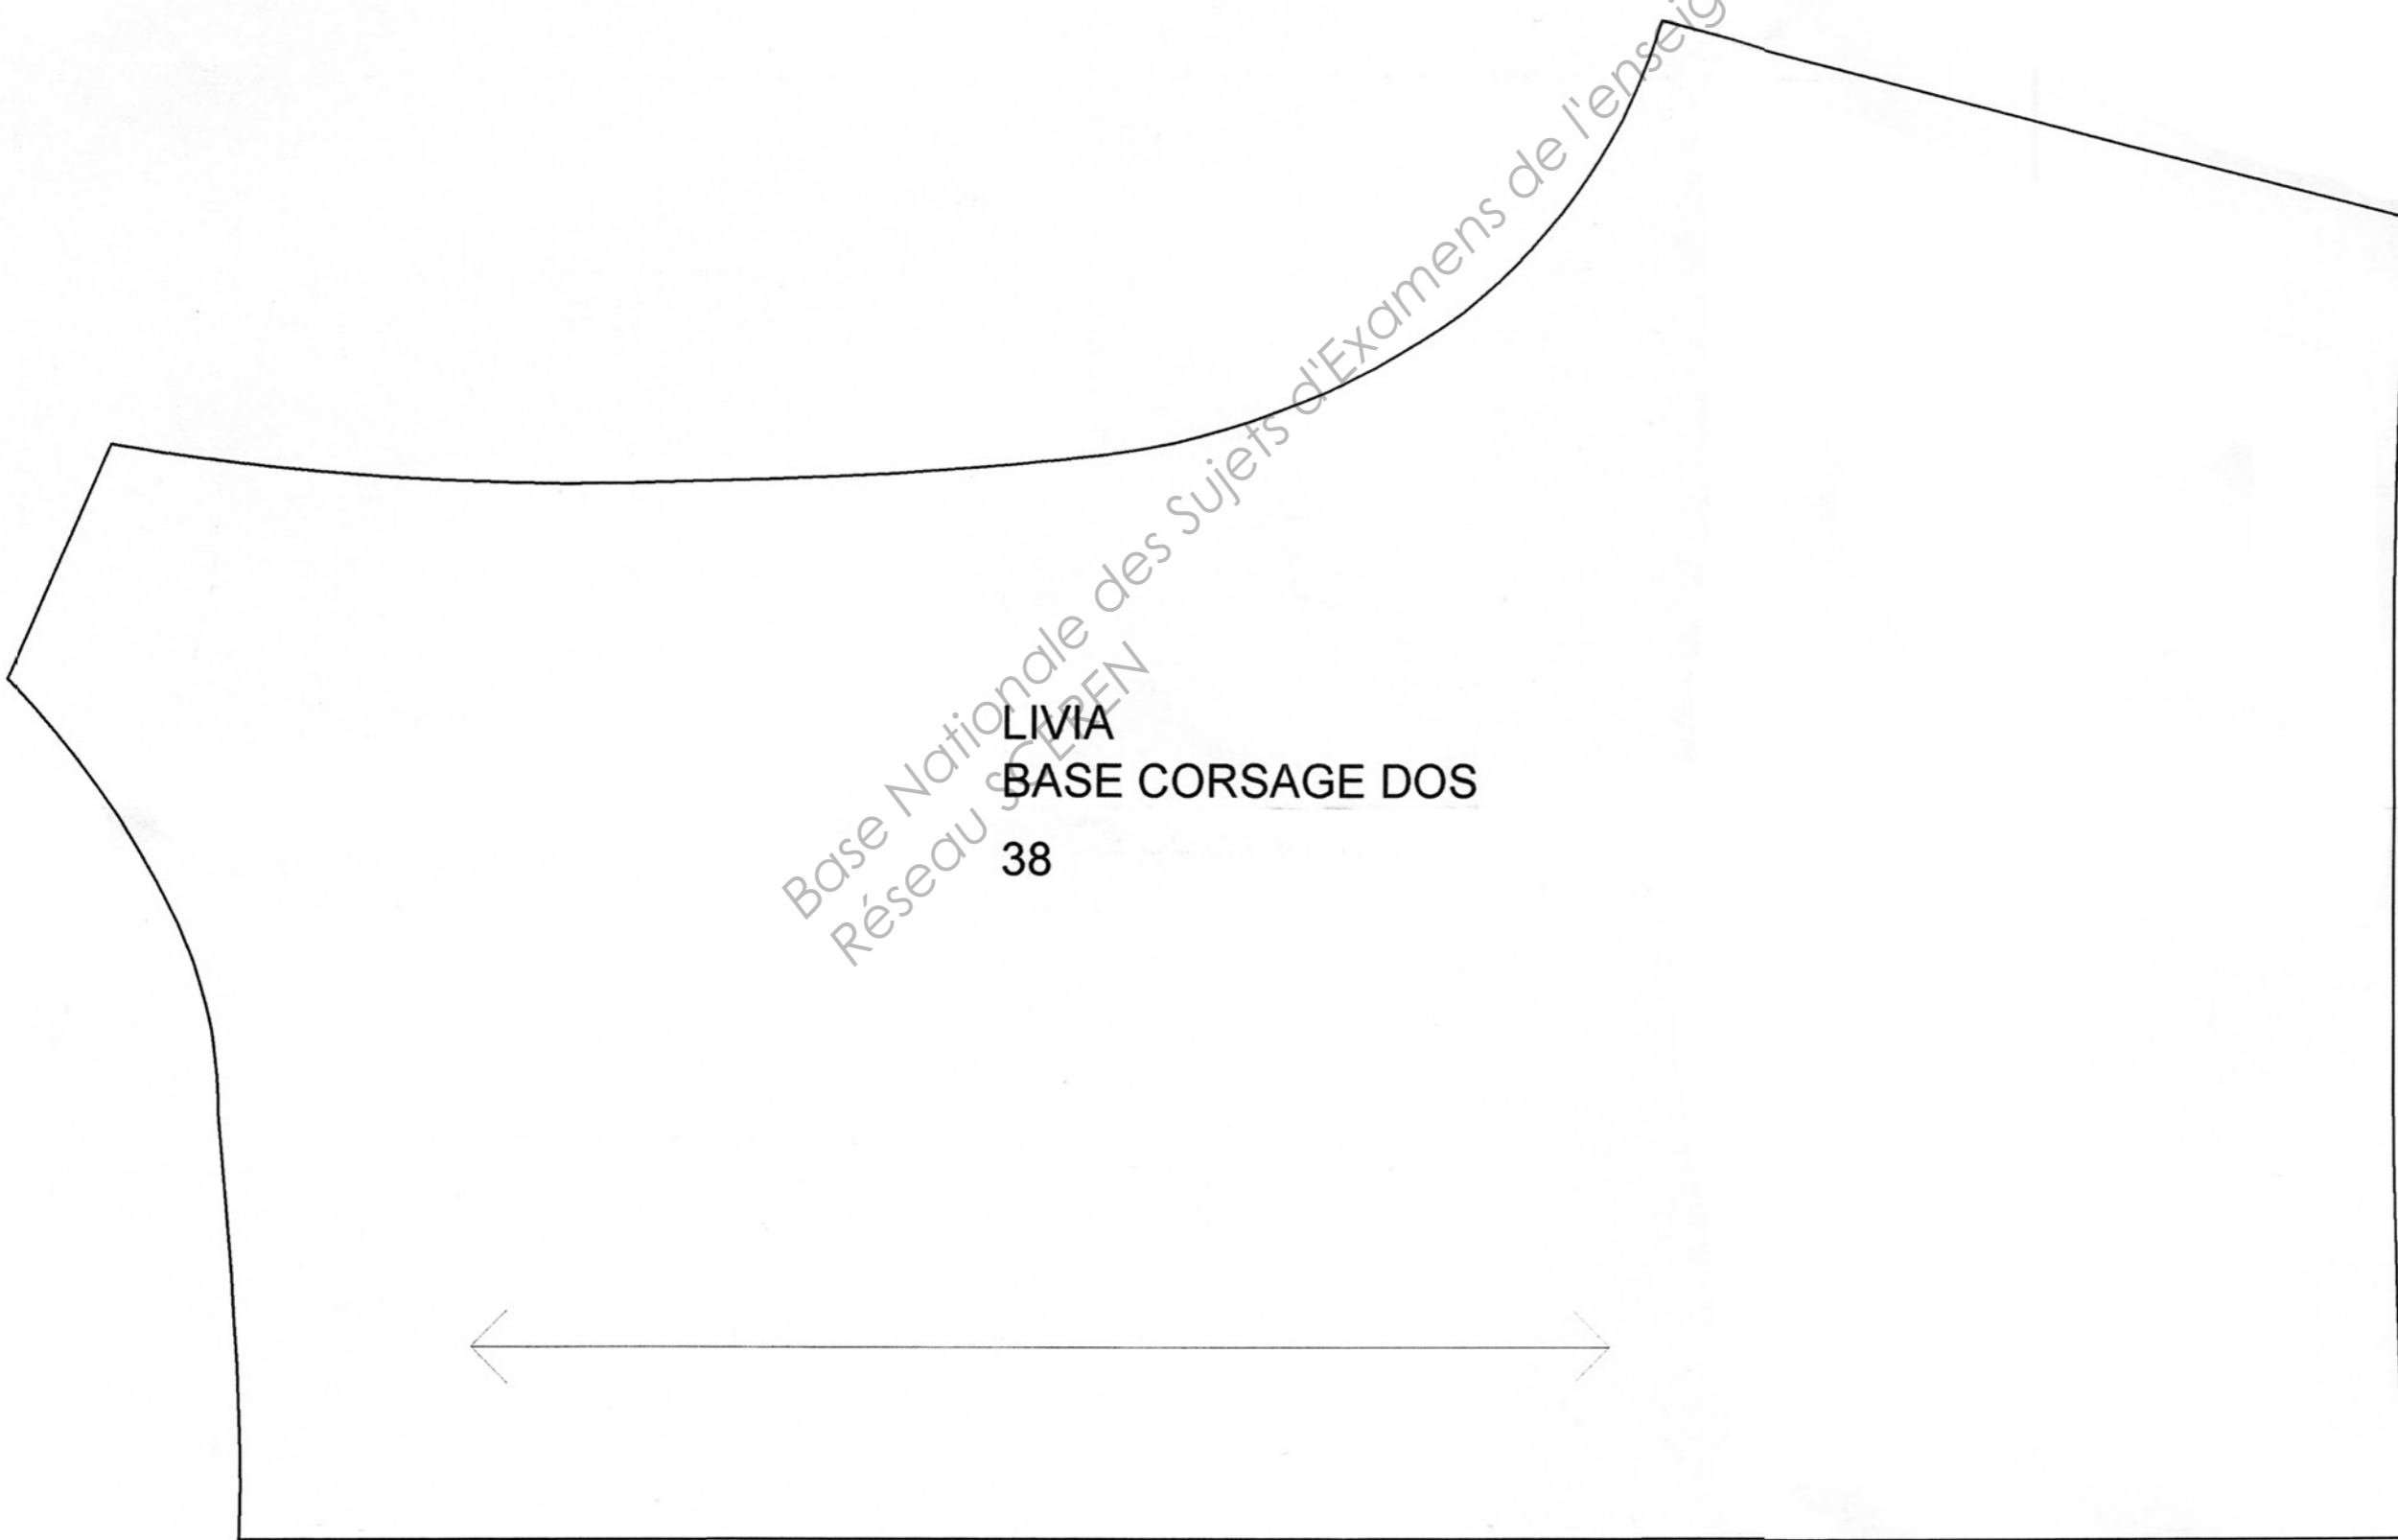 LIVIA
BASE CORSAGE DOS
38
Base Nationale des Sujets d'Examens de l'enseig
Réseau SCEREN